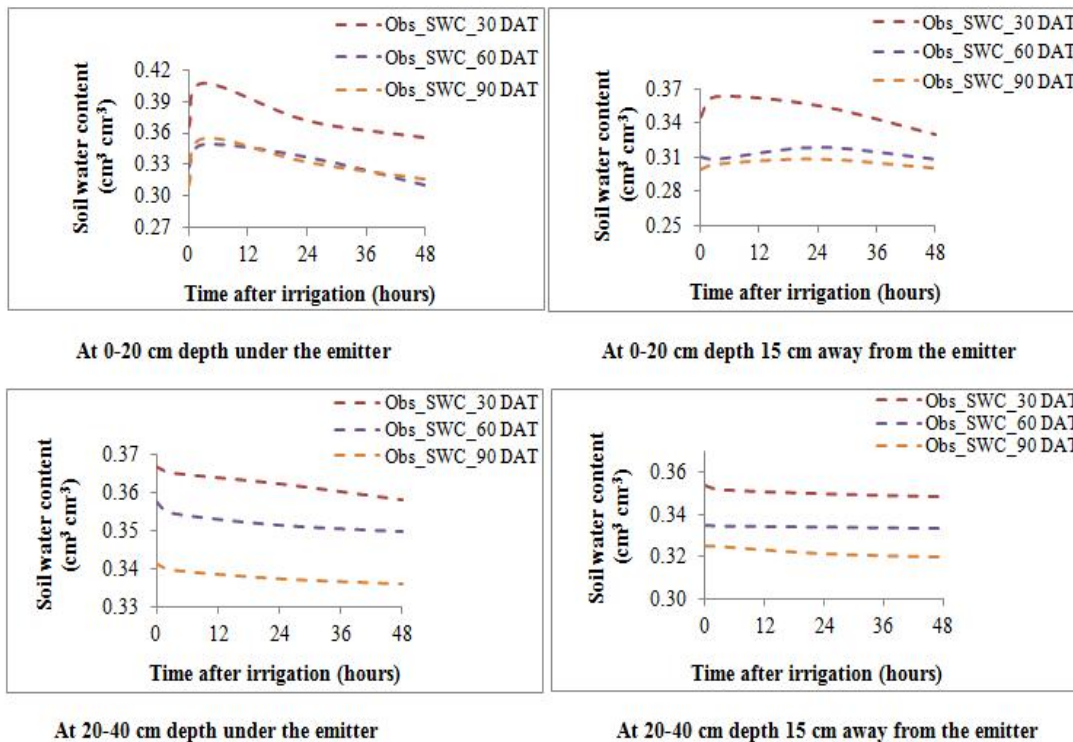 Obs_SWC_30 DAT
Obs_SWC_60 DAT
Obs_SWC_90 DAT
0.42
0.39
0.36
0.33
0.30
0.27
0 12 24 36 48
Soil water content
(cm³ cm³)
Time after irrigation (hours)
At 0-20 cm depth under the emitter
Obs_SWC_30 DAT
Obs_SWC_60 DAT
Obs_SWC_90 DAT
0.37
0.34
0.31
0.28
0.25
0 12 24 36 48
Soil water content
(cm³ cm-³)
Time after irrigation (hours)
At 0-20 cm depth 15 cm away from the emitter
Obs_SWC_30 DAT
Obs_SWC_60 DAT
Obs_SWC_90 DAT
0.37
0.36
0.35
0.34
0.33
0 12 24 36 48
Soil water content
(cm³ cm³)
Time after irrigation (hours)
At 20-40 cm depth under the emitter
Obs_SWC_30 DAT
Obs_SWC_60 DAT
Obs_SWC_90 DAT
0.36
0.34
0.32
0.30
0 12 24 36 48
Soil water content
(cm³ cm³)
Time after irrigation (hours)
At 20-40 cm depth 15 cm away from the emitter